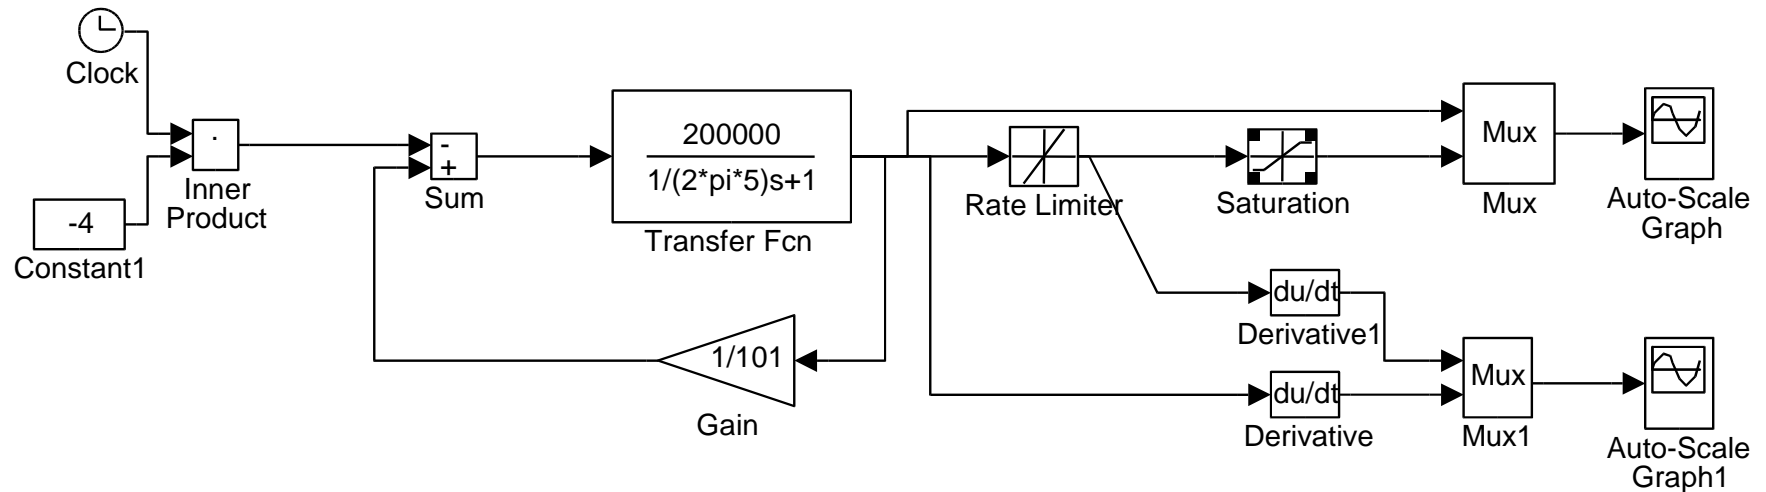 Clock
·
Inner
Product
-4
Constant1
-
+
Sum
200000
1/(2*pi*5)s+1
Transfer Fcn
1/101
Gain
Rate Limiter
Saturation
Mux
Mux
Auto-Scale
Graph
du/dt
Derivative1
du/dt
Derivative
Mux
Mux1
Auto-Scale
Graph1